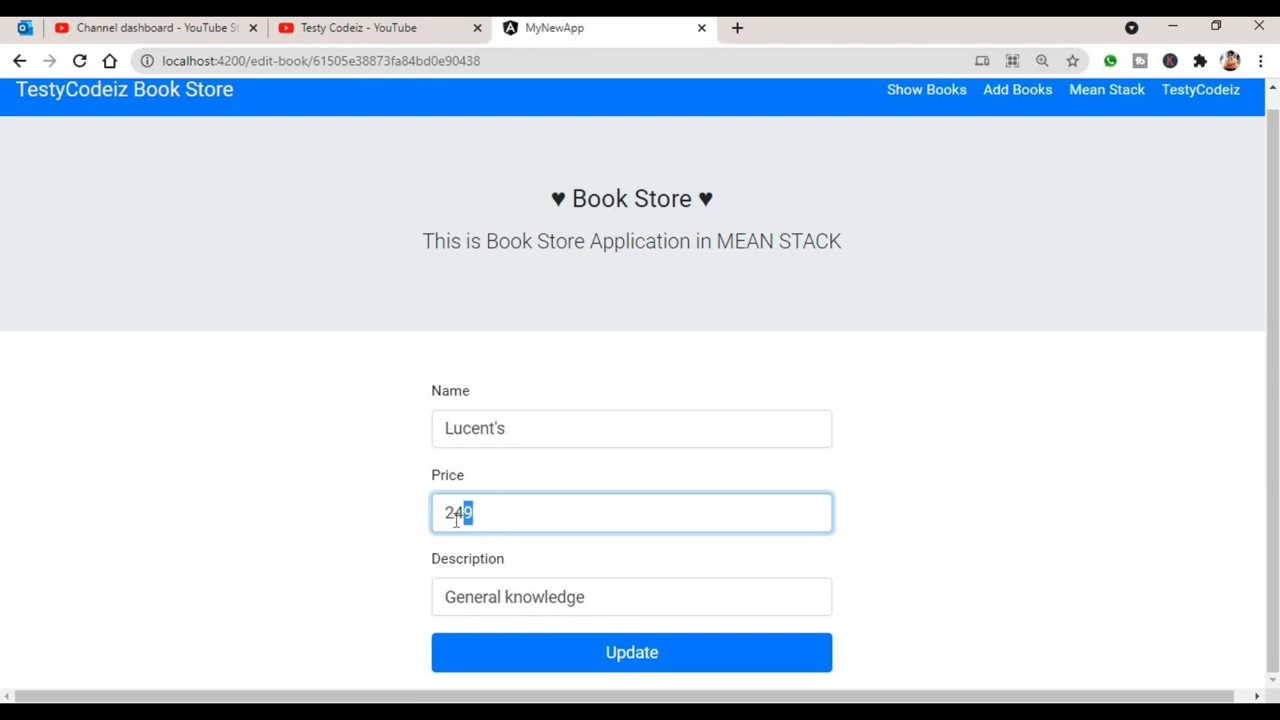 Channel dashboard - YouTube St
Testy Codeiz - YouTube
MyNewApp
localhost:4200/edit-book/61505e38873fa84bd0e90438
TestyCodeiz Book Store
Show Books
Add Books
Mean Stack
TestyCodeiz
♥ Book Store ♥
This is Book Store Application in MEAN STACK
Name
Lucent's
Price
249
Description
General knowledge
Update